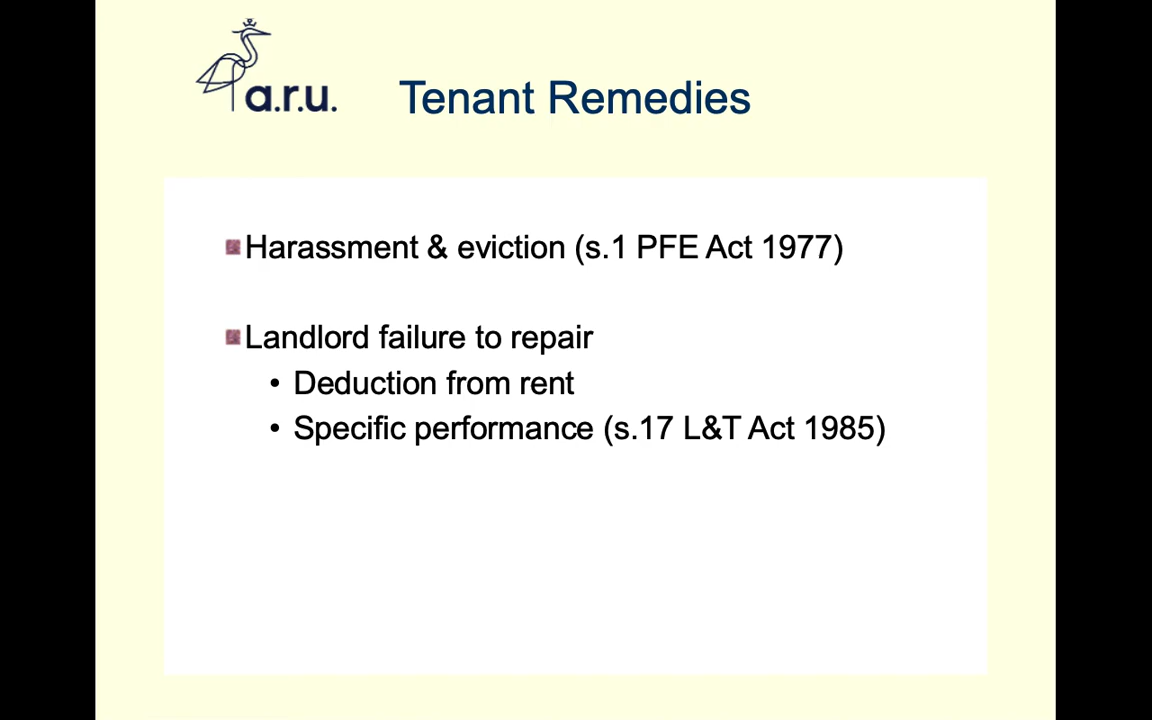 a.r.u.
Tenant Remedies
Harassment & eviction (s.1 PFE Act 1977)
Landlord failure to repair
• Deduction from rent
• Specific performance (s.17 L&T Act 1985)